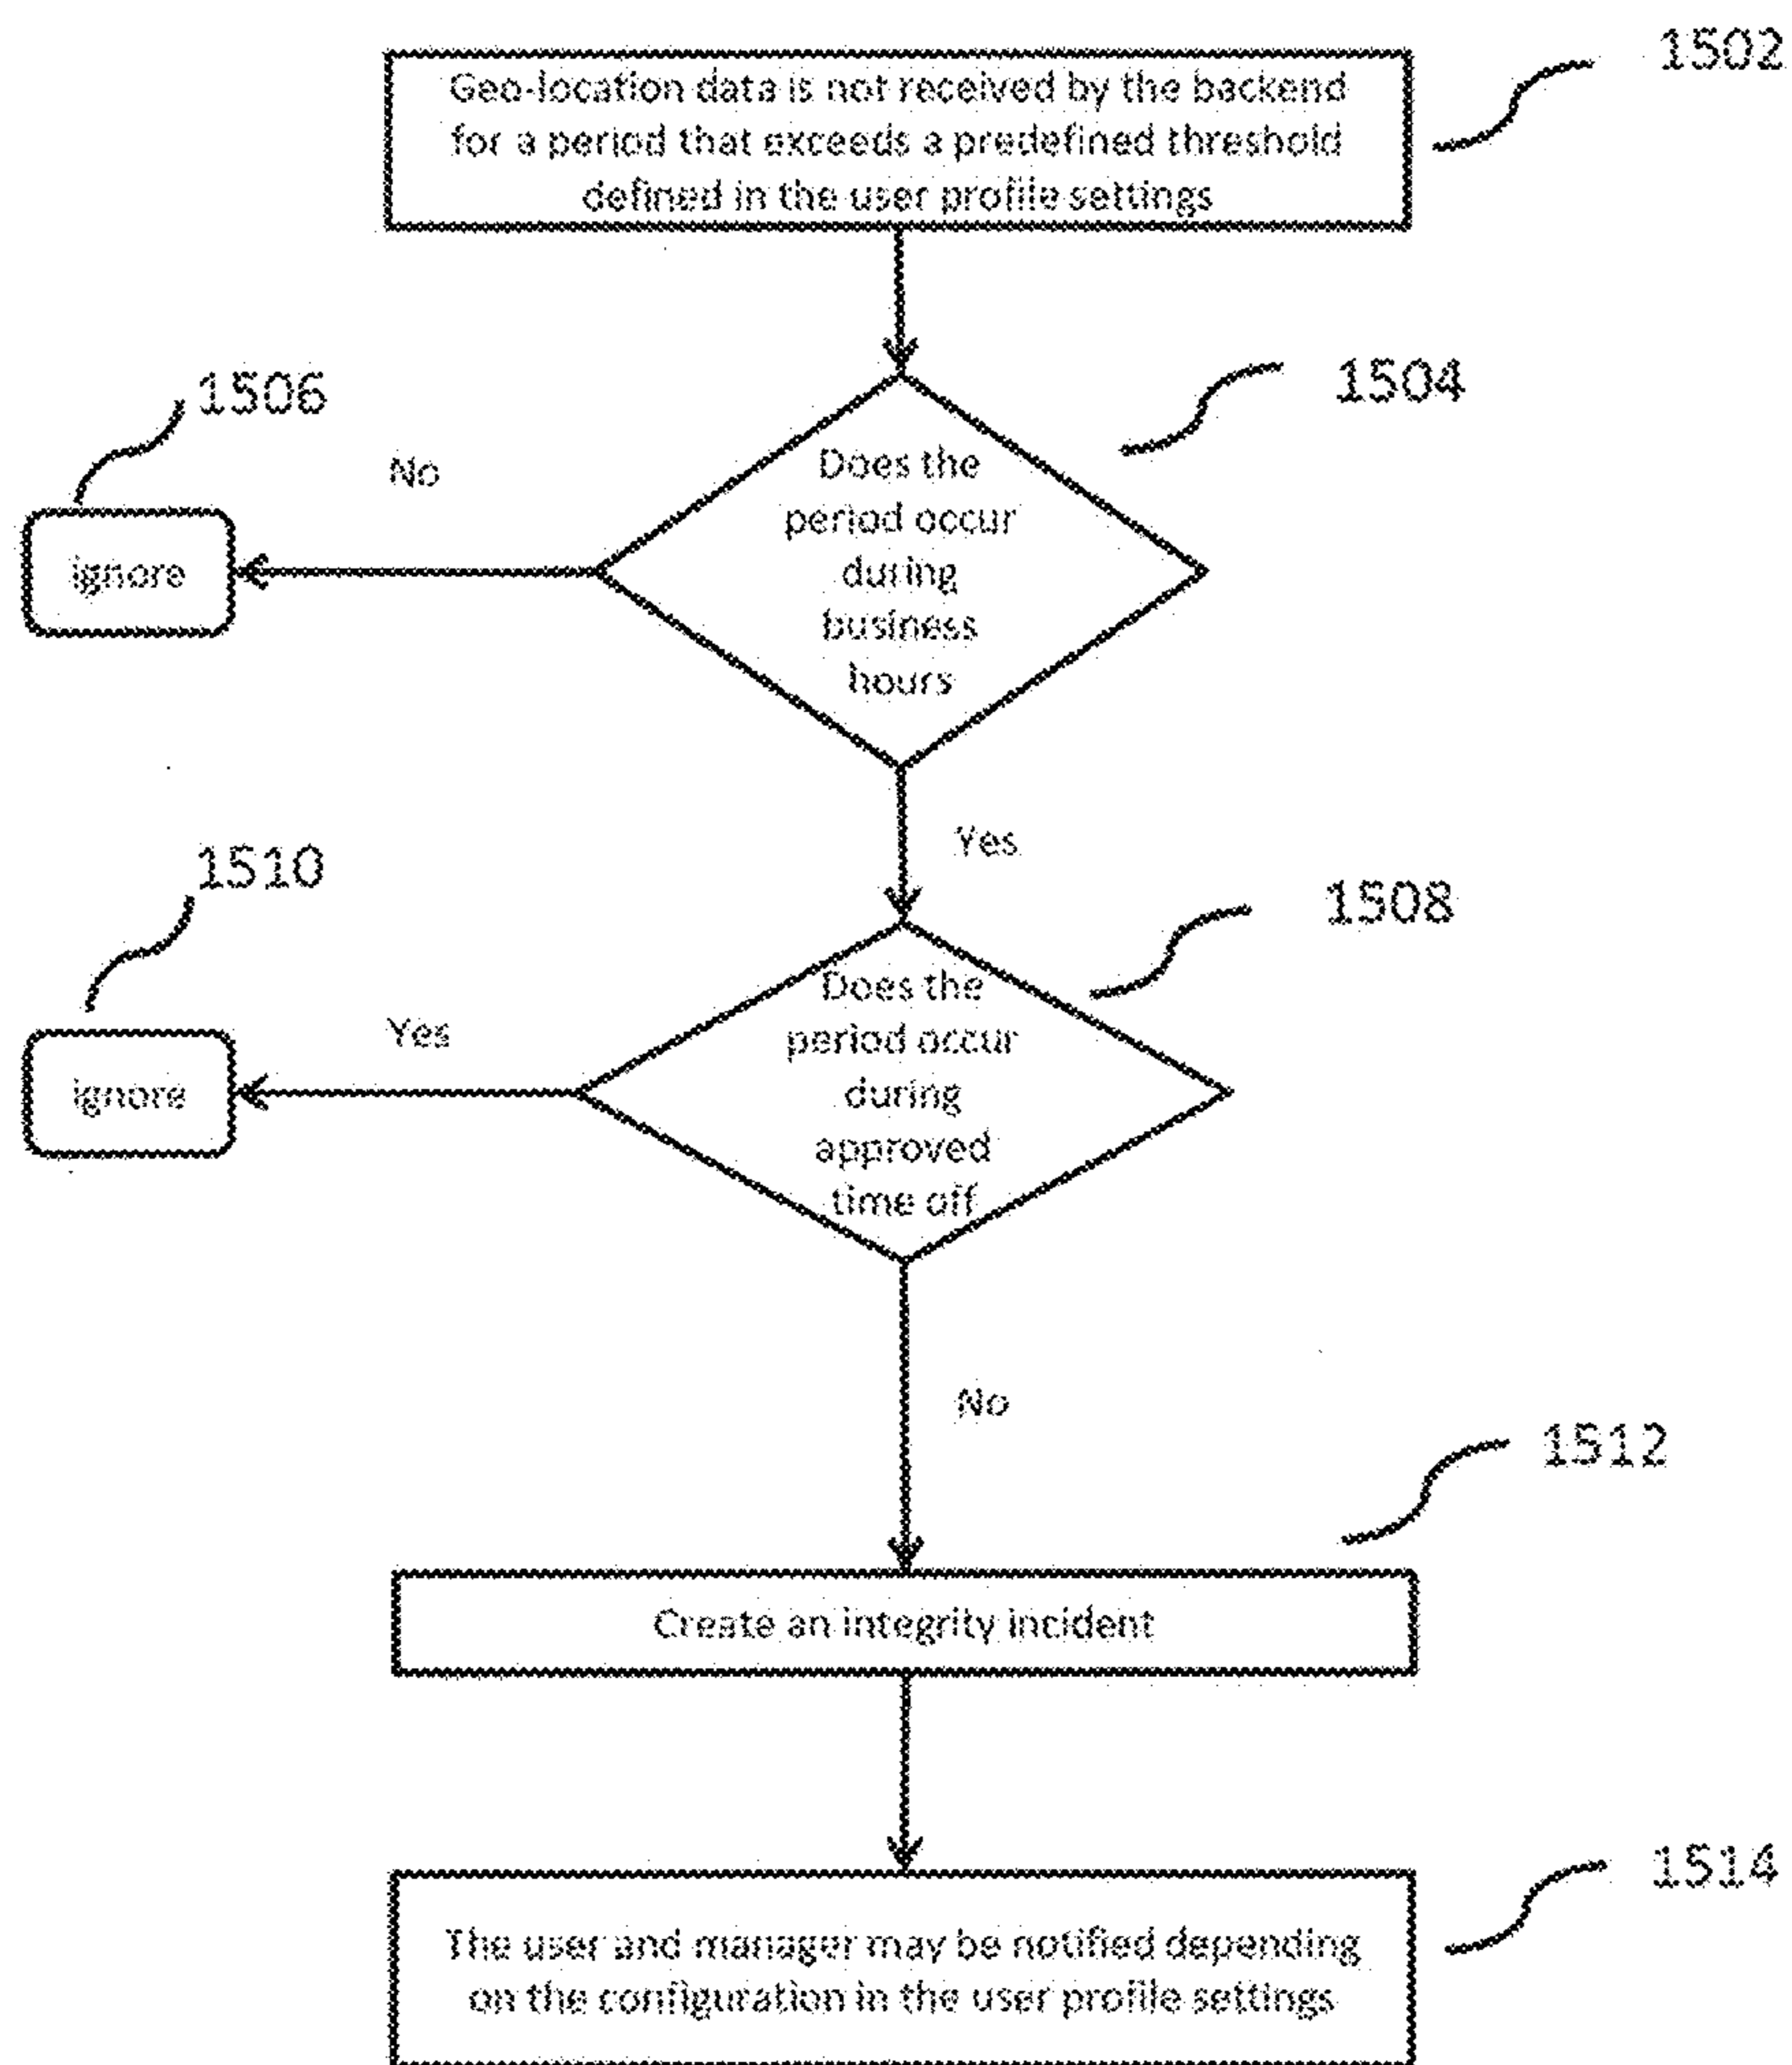 1502
Geo-location data is not received by the backend
for a period that exceeds a predefined threshold
defined in the user profile settings
1504
1506
No
Does the
period occur
during
business
hours
ignore
Yes
1510
1508
Does the
period occur
during
approved
time off
Yes
ignore
No
1512
Create an integrity incident
1514
The user and manager may be notified depending
on the configuration in the user profile settings